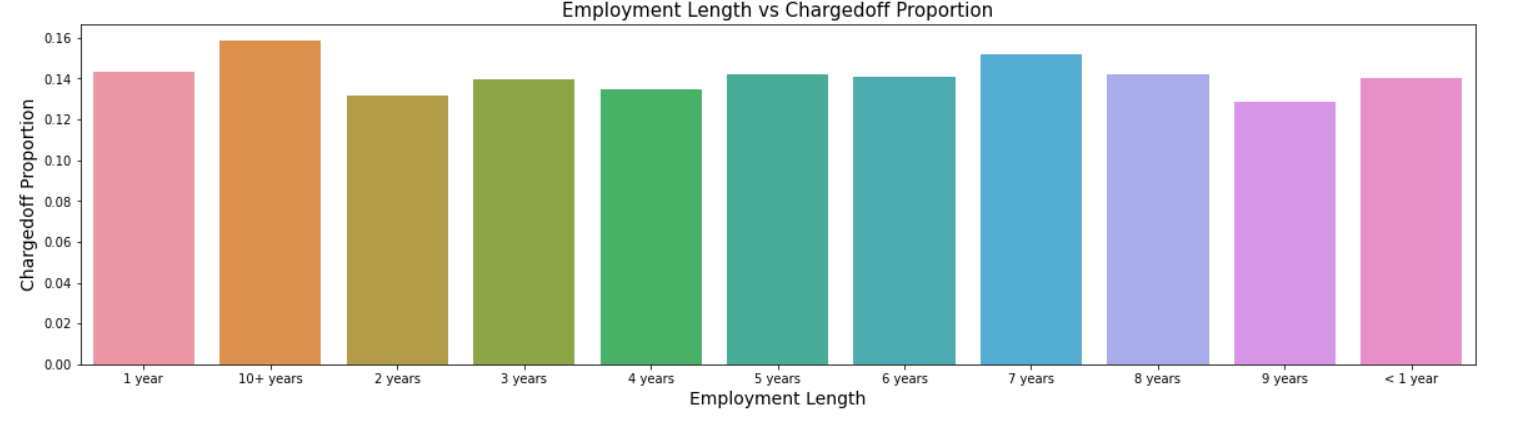 Employment Length vs Chargedoff Proportion
Chargedoff Proportion
0.16
0.14
0.12
0.10
0.08
0.06
0.04
0.02
0.00
1 year 10+ years 2 years 3 years 4 years 5 years 6 years 7 years 8 years 9 years < 1 year
Employment Length